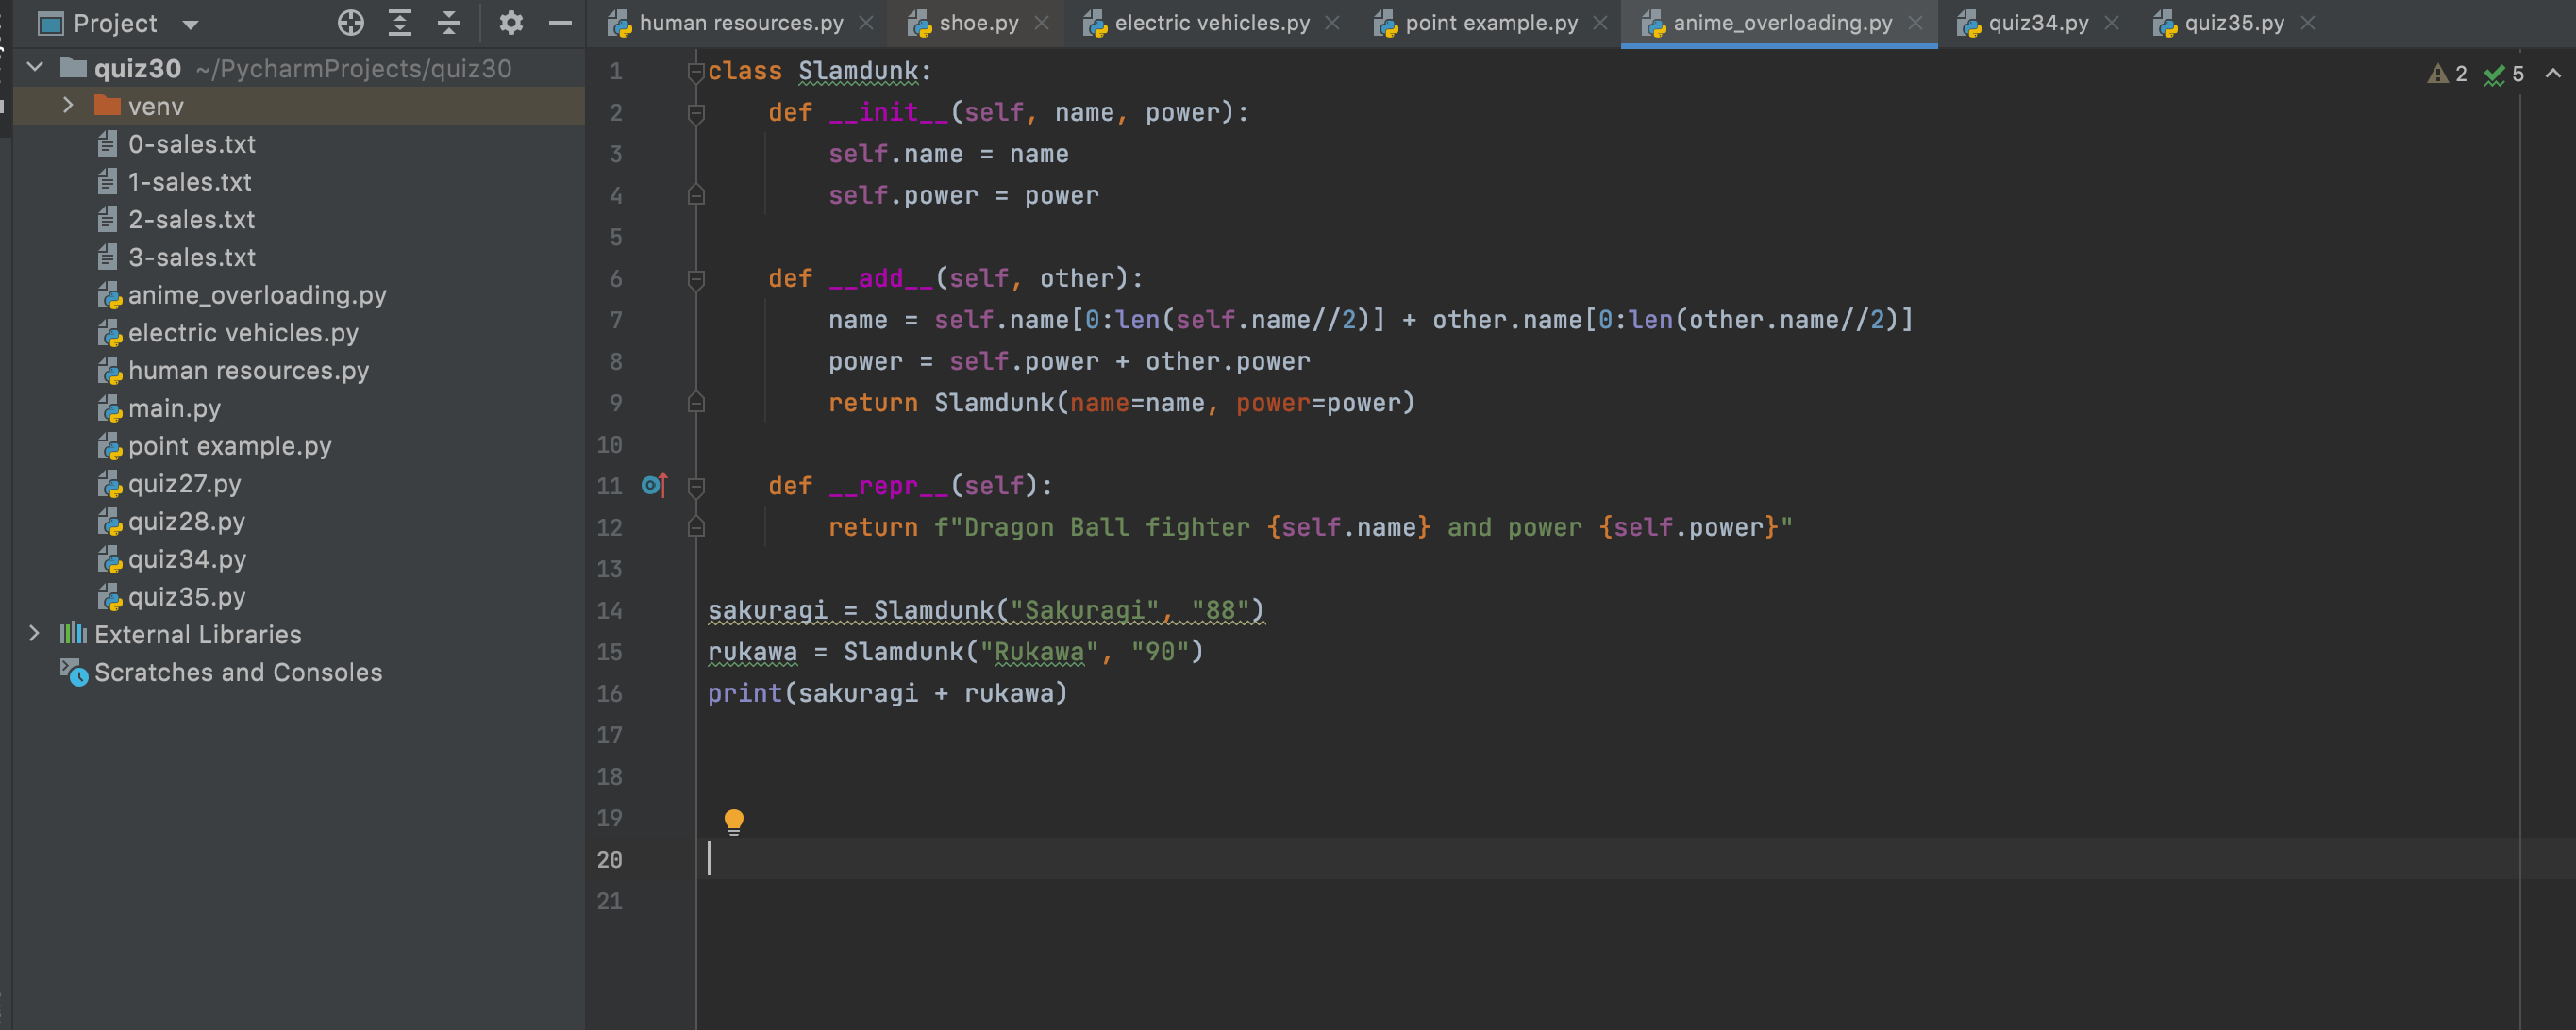 Project
human resources.py
shoe.py
electric vehicles.py
point example.py
anime_overloading.py
quiz34.py
quiz35.py
quiz30 ~/PycharmProjects/quiz30
venv
0-sales.txt
1-sales.txt
2-sales.txt
3-sales.txt
anime_overloading.py
electric vehicles.py
human resources.py
main.py
point example.py
quiz27.py
quiz28.py
quiz34.py
quiz35.py
External Libraries
Scratches and Consoles
2 5
1 class Slamdunk:
2     def __init__(self, name, power):
3         self.name = name
4         self.power = power
5
6     def __add__(self, other):
7         name = self.name[0:len(self.name//2)] + other.name[0:len(other.name//2)]
8         power = self.power + other.power
9         return Slamdunk(name=name, power=power)
10
11     def __repr__(self):
12         return f"Dragon Ball fighter {self.name} and power {self.power}"
13
14 sakuragi = Slamdunk("Sakuragi", "88")
15 rukawa = Slamdunk("Rukawa", "90")
16 print(sakuragi + rukawa)
17
18
19
20
21